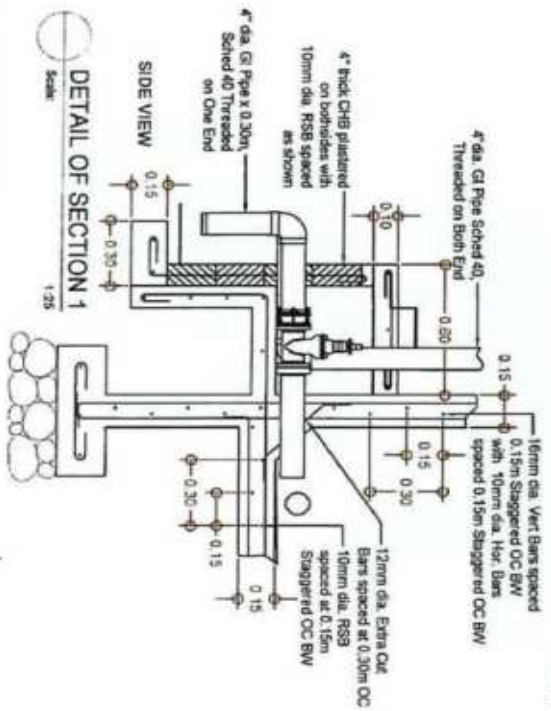 4" dia. GI Pipe Sched 40,
Threaded on Both End
0.15
16mm dia. Vert Bars spaced
0.15m Staggered OC BW
with 10mm dia. Hor. Bars
spaced 0.15m Staggered OC BW
4" thick CHB plastered
on bothsides with
10mm dia. RSB spaced
as shown
0.10
0.60
0.15
0.30
12mm dia. Extra Cut
Bars spaced at 0.30m OC
10mm dia. RSB
spaced at 0.15m
Staggered OC BW
4" dia. GI Pipe x 0.30m,
Sched 40 Threaded
on One End
SIDE VIEW
0.15
0.30
0.30
0.15
0.15
DETAIL OF SECTION 1
Scale:
1:25